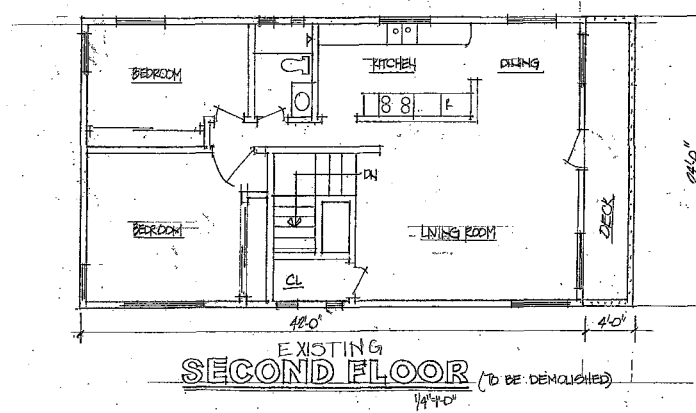 BEDROOM
KITCHEN
DINING
R
DN
BEDROOM
LIVING ROOM
DECK
24'-0"
CL
42'-0"
4'-0"
EXISTING
SECOND FLOOR (TO BE DEMOLISHED)
1/4"=1'-0"